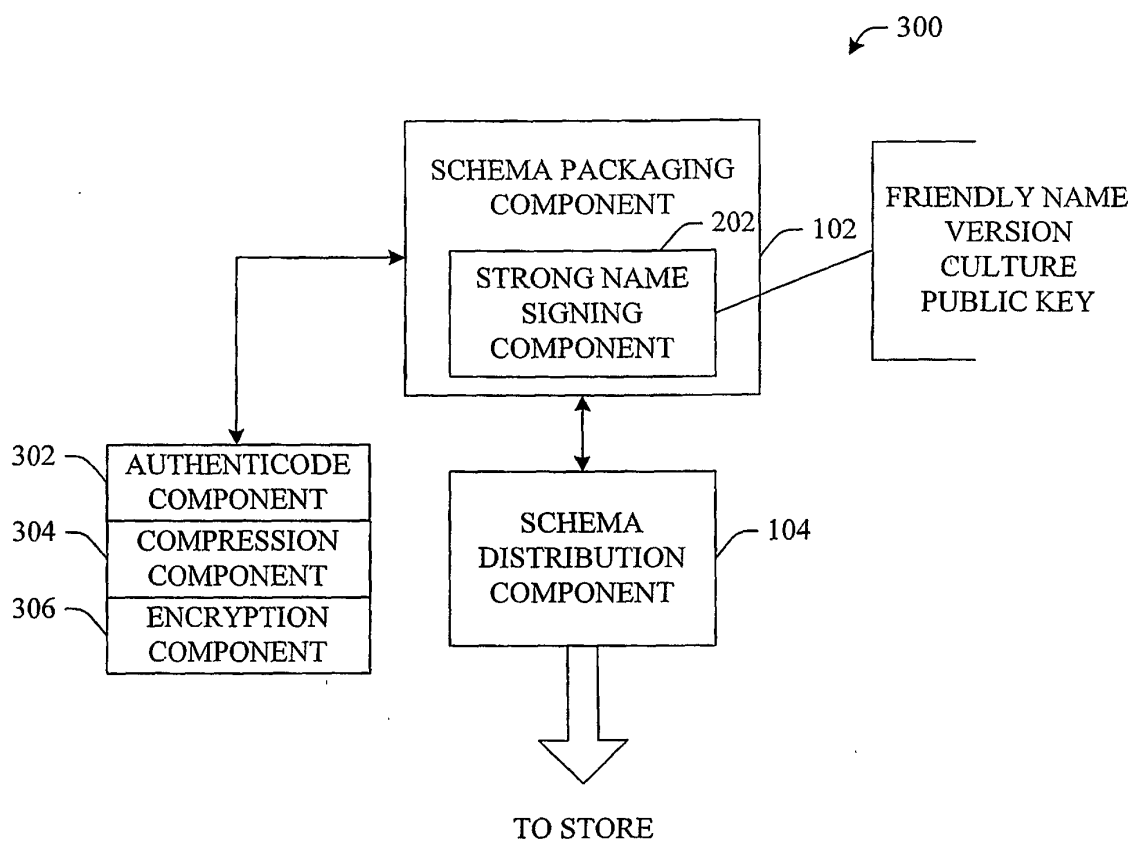 300
SCHEMA PACKAGING
COMPONENT
202
102
STRONG NAME
SIGNING
COMPONENT
FRIENDLY NAME
VERSION
CULTURE
PUBLIC KEY
302
AUTHENTICODE
COMPONENT
304
COMPRESSION
COMPONENT
306
ENCRYPTION
COMPONENT
SCHEMA
DISTRIBUTION
COMPONENT
104
TO STORE